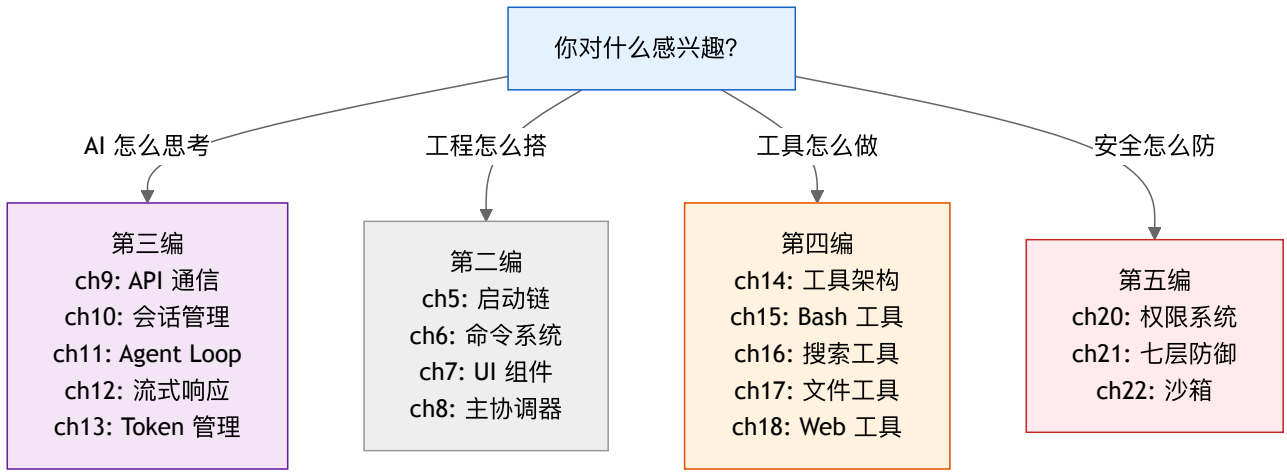 你对什么感兴趣？
AI 怎么思考
工程怎么搭
工具怎么做
安全怎么防
第三编
ch9: API 通信
ch10: 会话管理
ch11: Agent Loop
ch12: 流式响应
ch13: Token 管理
第二编
ch5: 启动链
ch6: 命令系统
ch7: UI 组件
ch8: 主协调器
第四编
ch14: 工具架构
ch15: Bash 工具
ch16: 搜索工具
ch17: 文件工具
ch18: Web 工具
第五编
ch20: 权限系统
ch21: 七层防御
ch22: 沙箱